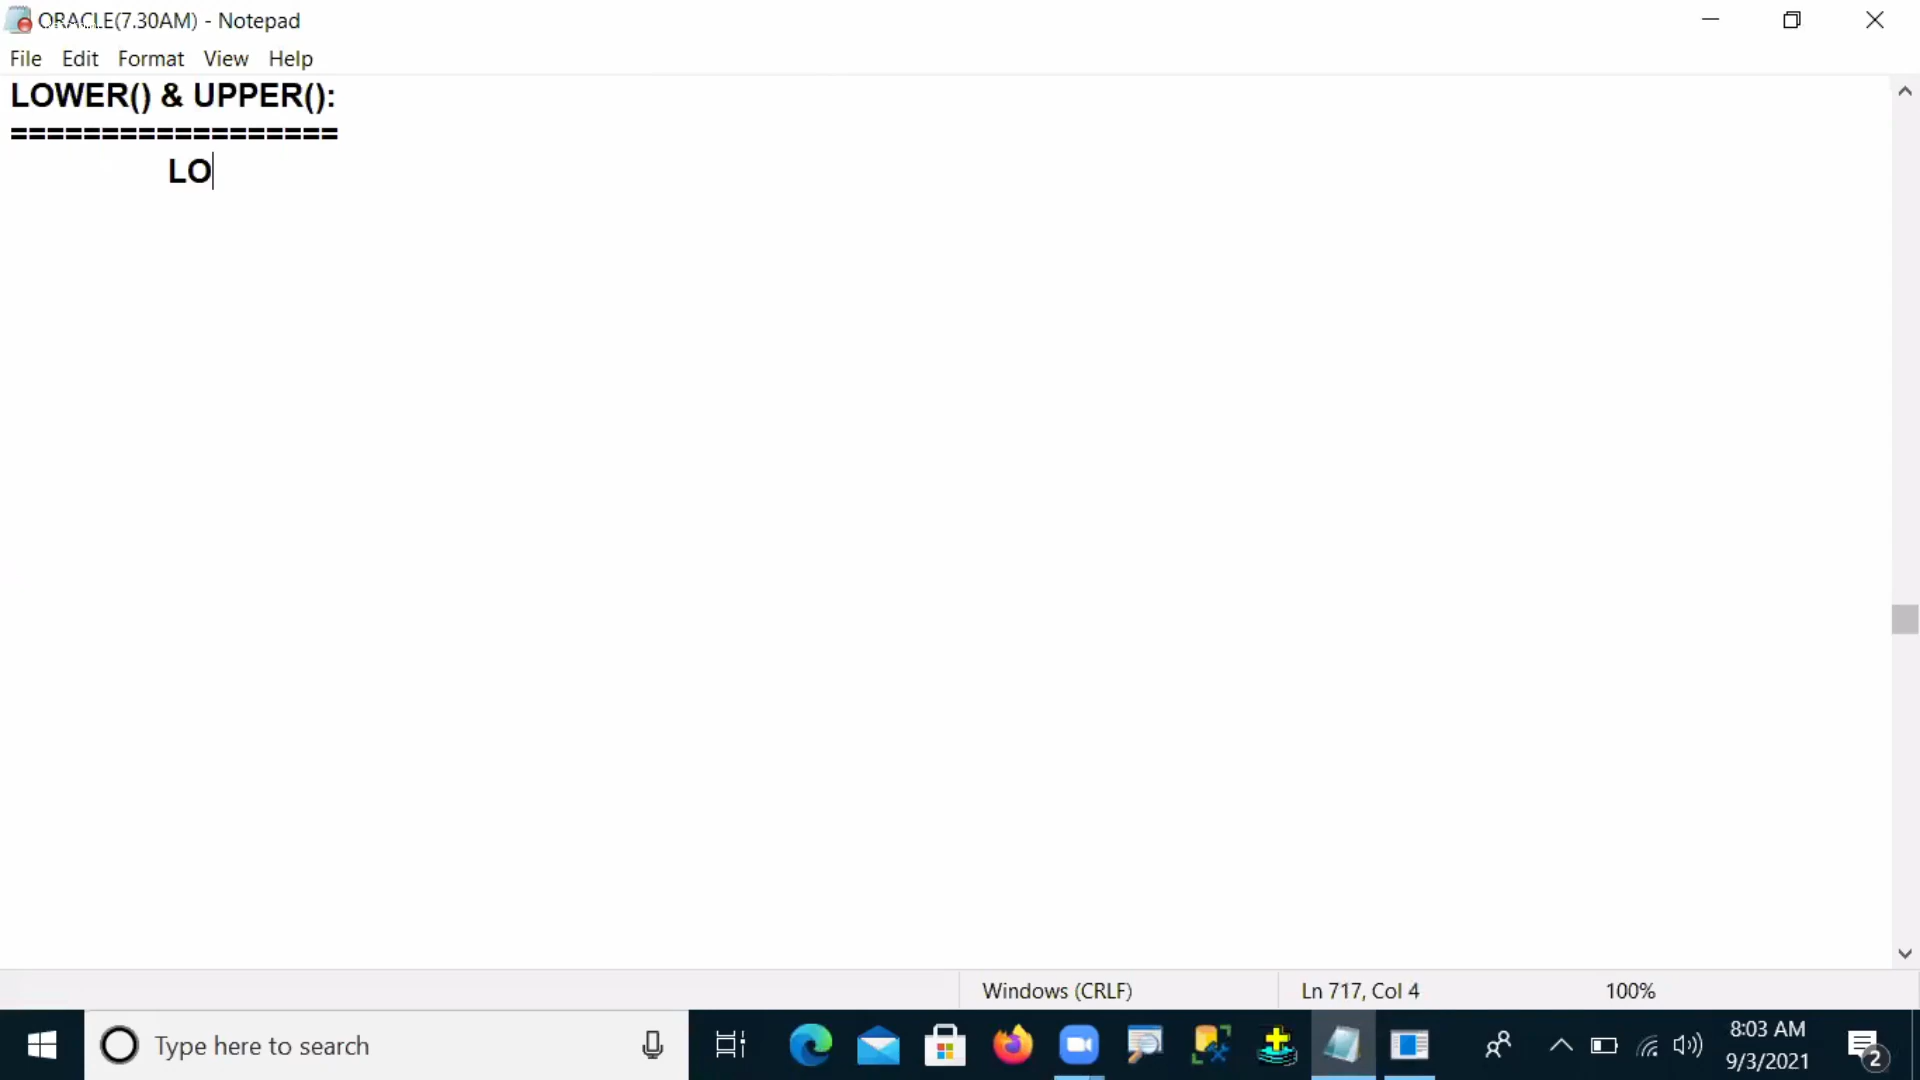 ORACLE(7.30AM) - Notepad
File Edit Format View Help
LOWER() & UPPER():
==================
LO
Windows (CRLF) Ln 717, Col 4 100%
Type here to search
8:03 AM
9/3/2021
2